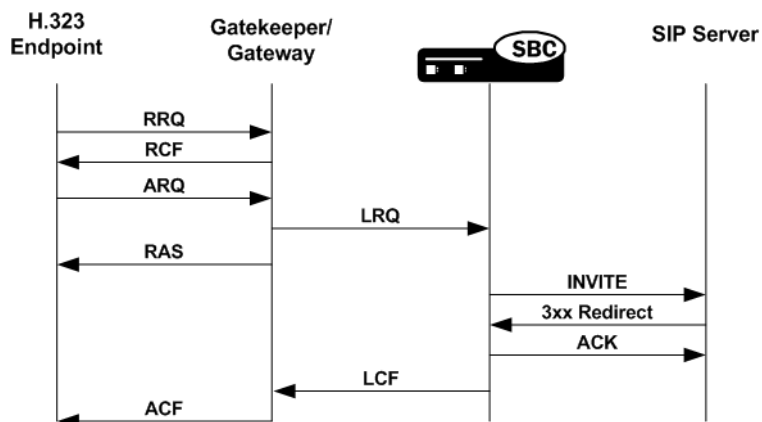 H.323
Endpoint
Gatekeeper/
Gateway
SBC
SIP Server
RRQ
RCF
ARQ
LRQ
RAS
INVITE
3xx Redirect
ACK
LCF
ACF